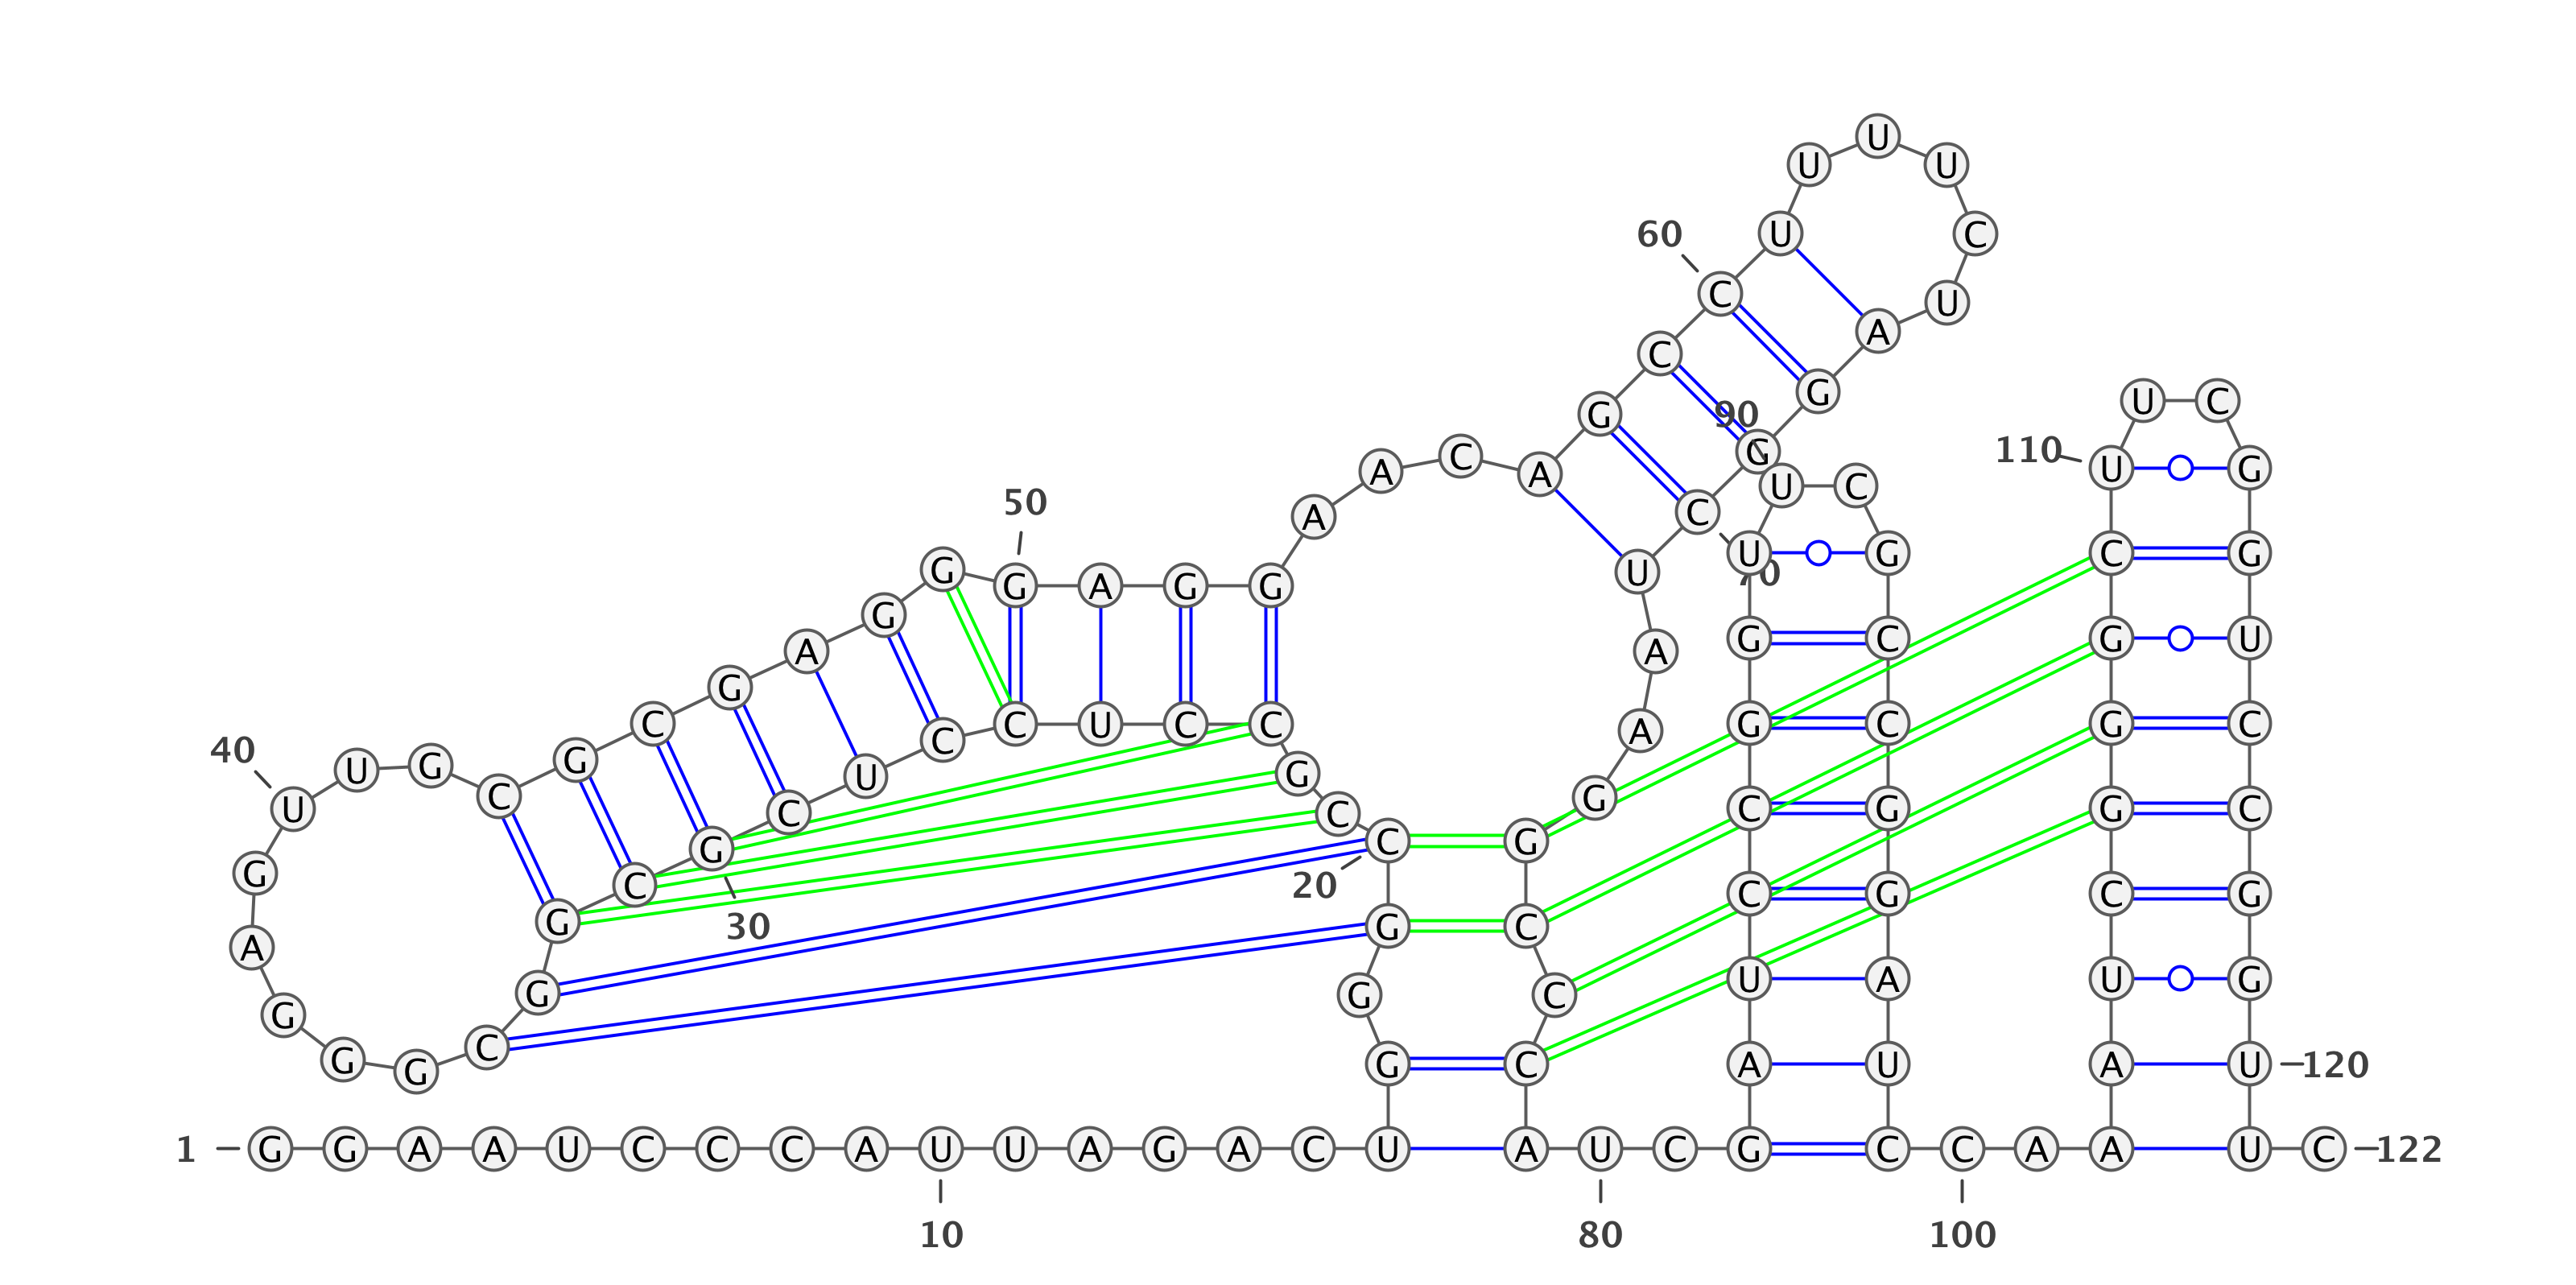 U
U U
60 U C
C U
A
C
G
U C
G 90
110 G
C
A A U G
U C
50
A C
U G C G
G U 70
G A G G
G
G C G U
A A
G
C C U C C A G C G C
C
40 G
U G U G
C G
U C C C C G G C
G C G
G C 20 C G C G
G 30 G C
A
G G C U A U G
G
G G C G C A U A U 120
1 G G A A U C C C A U U A G A C U A U C G C C A A U C 122
10 80 100